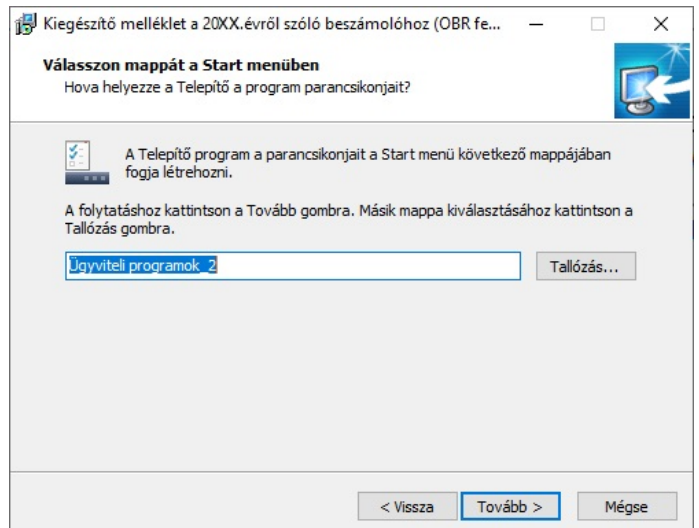 Kiegészítő melléklet a 20XX.évről szóló beszámolóhoz (OBR fe...
Válasszon mappát a Start menüben
Hova helyezze a Telepítő a program parancsikonjait?
A Telepítő program a parancsikonjait a Start menü következő mappájában
fogja létrehozni.
A folytatáshoz kattintson a Tovább gombra. Másik mappa kiválasztásához kattintson a
Tallózás gombra.
Ügyviteli programok_2
Tallózás...
< Vissza
Tovább >
Mégse